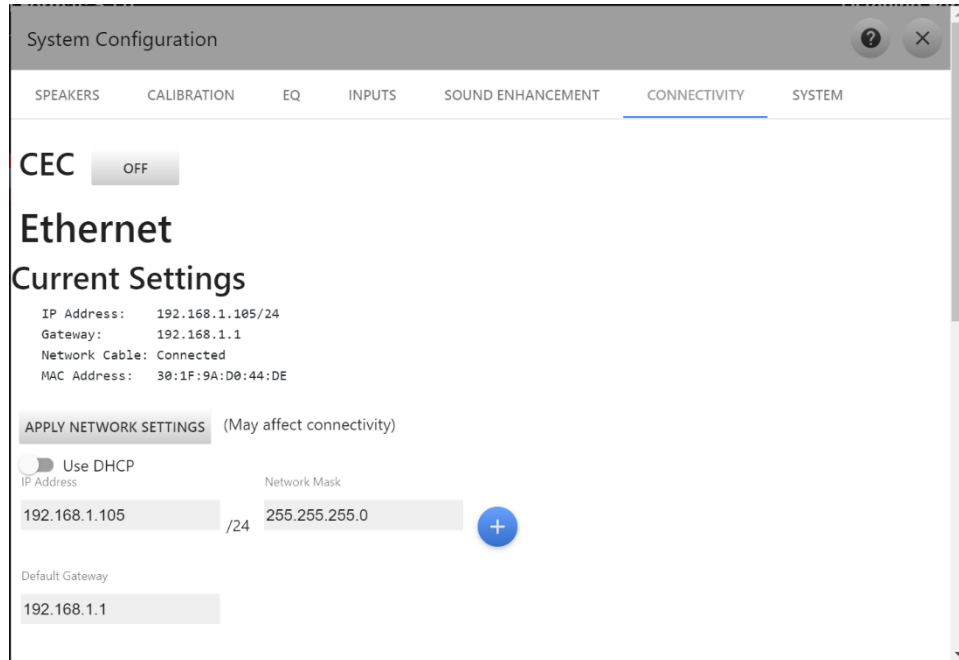 System Configuration
SPEAKERS CALIBRATION EQ INPUTS SOUND ENHANCEMENT CONNECTIVITY SYSTEM
CEC OFF
Ethernet
Current Settings
IP Address: 192.168.1.105/24
Gateway: 192.168.1.1
Network Cable: Connected
MAC Address: 30:1F:9A:D0:44:DE
APPLY NETWORK SETTINGS (May affect connectivity)
Use DHCP
IP Address Network Mask
192.168.1.105 /24 255.255.255.0
Default Gateway
192.168.1.1